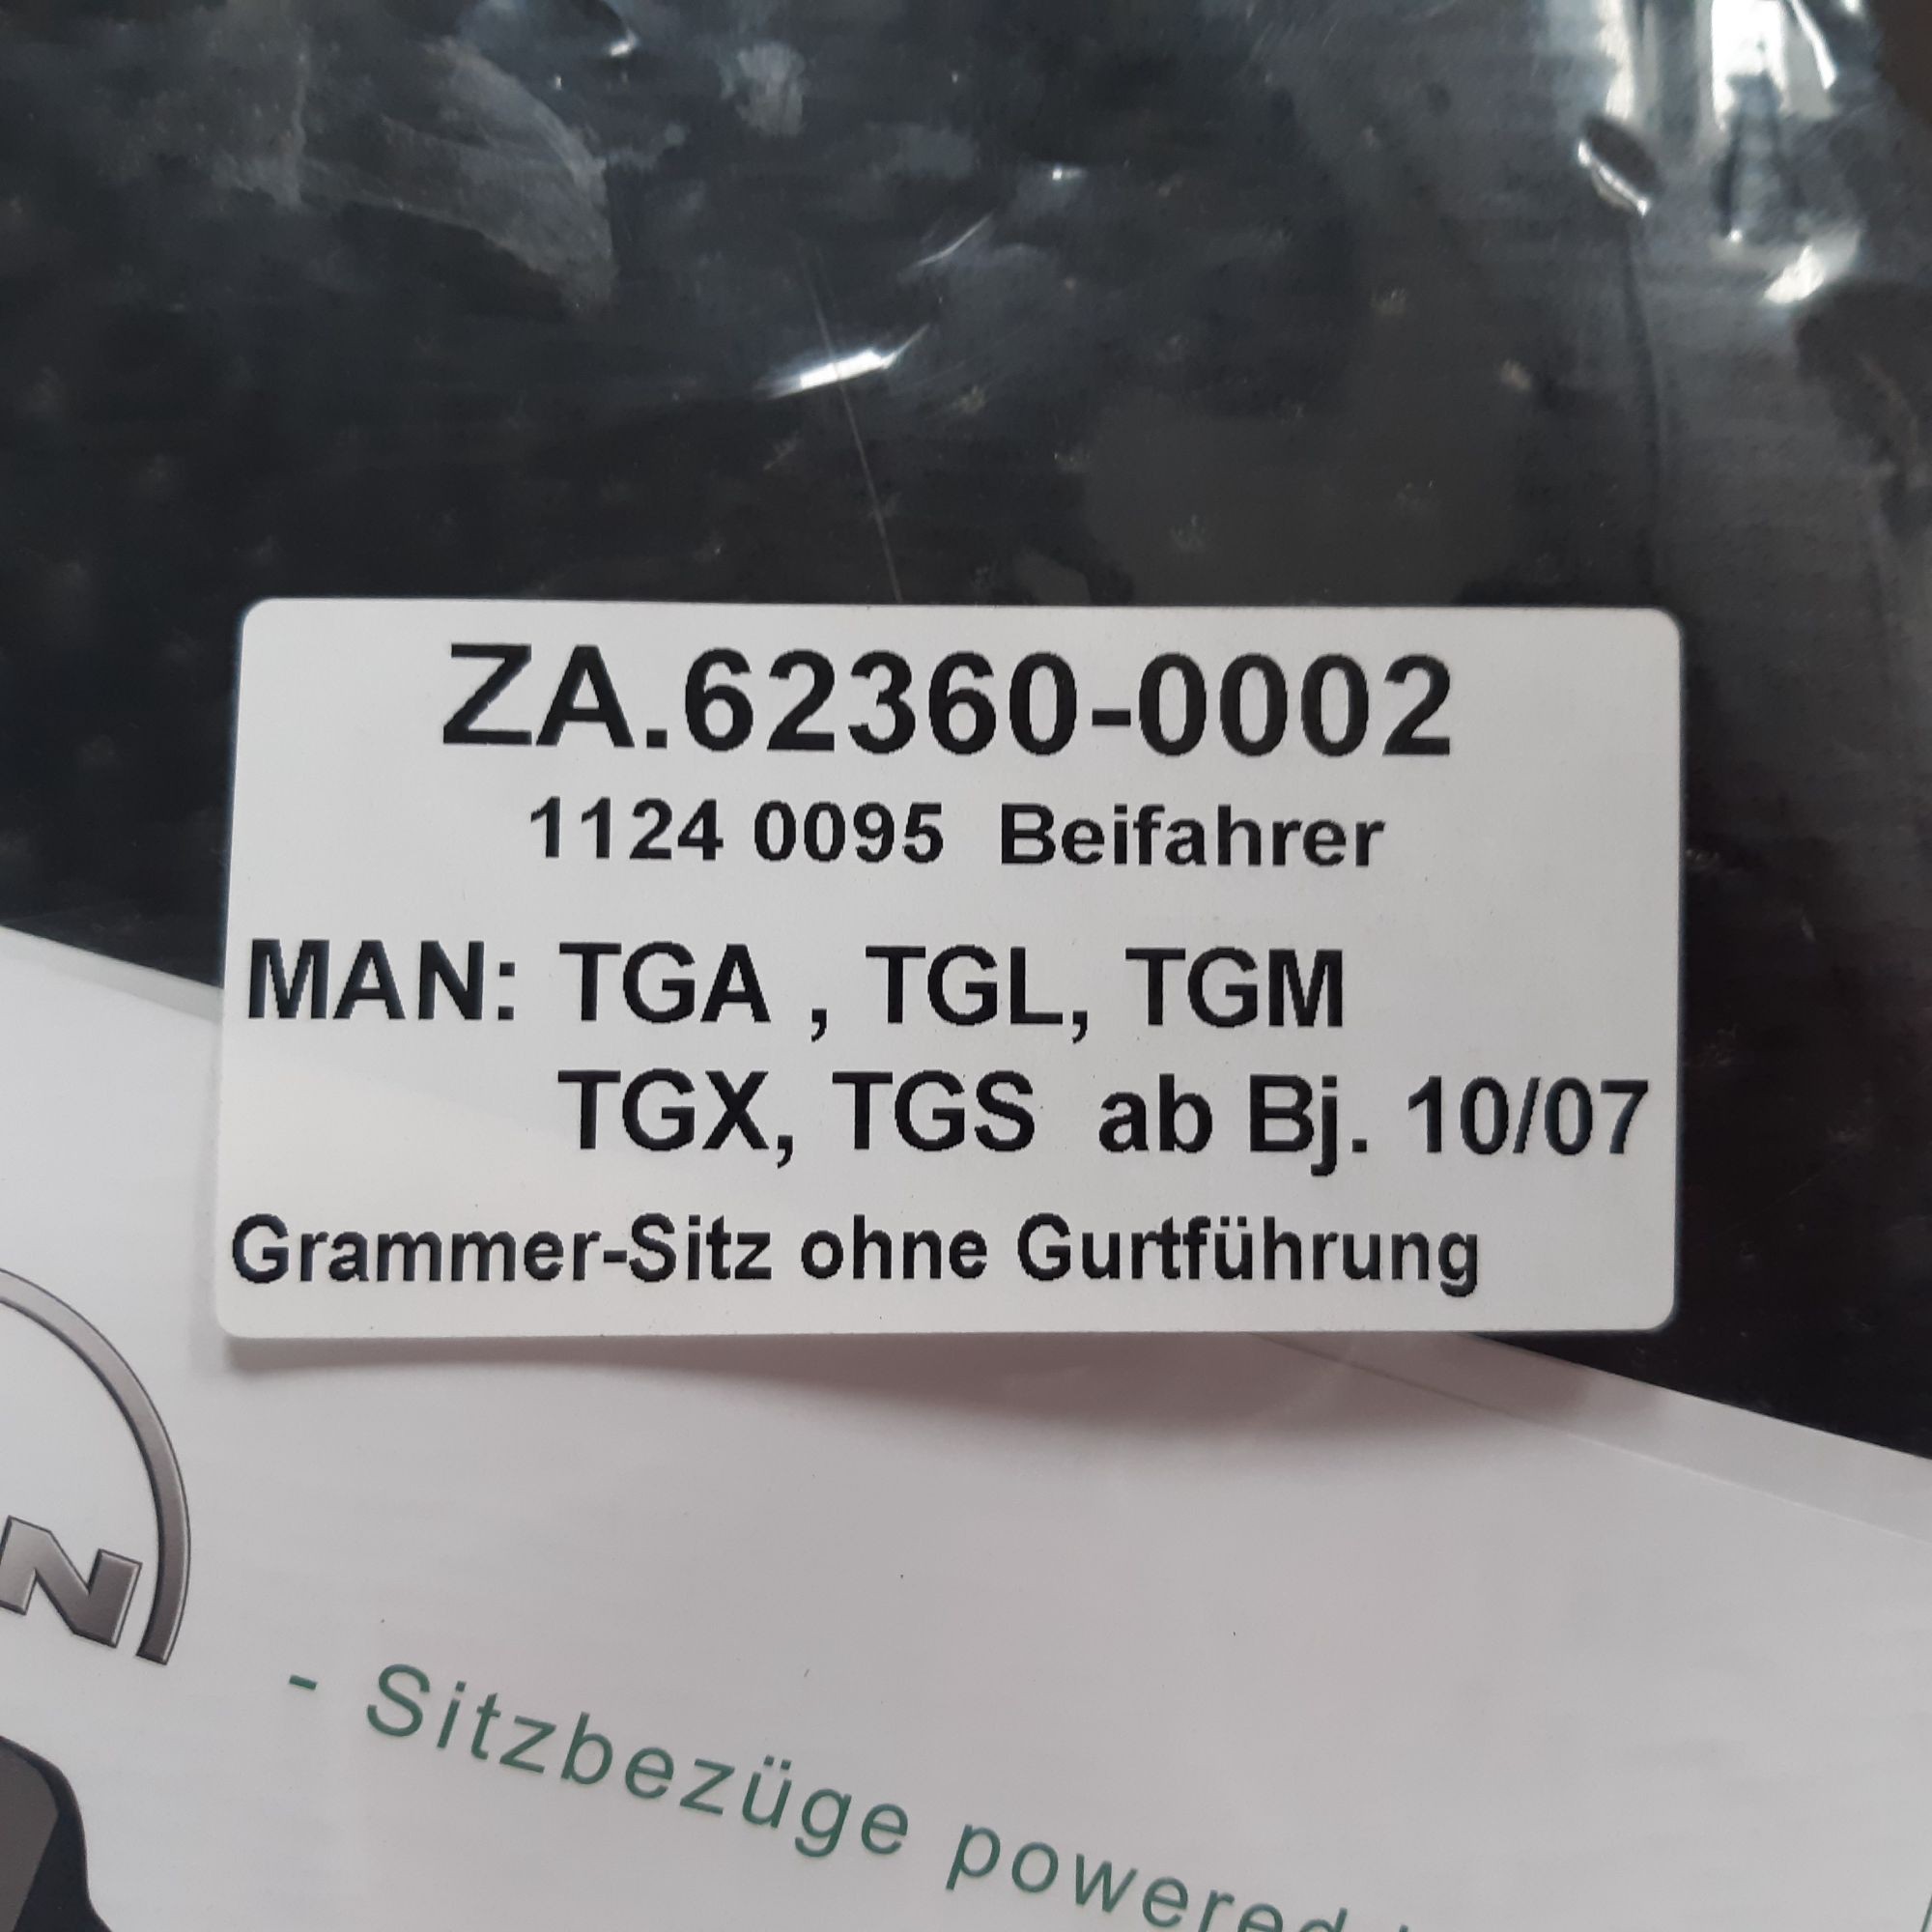 ZA.62360-0002
1124 0095 Beifahrer
MAN: TGA , TGL, TGM
TGX, TGS ab Bj. 10/07
Grammer-Sitz ohne Gurtführung
N
- Sitzbezüge powered